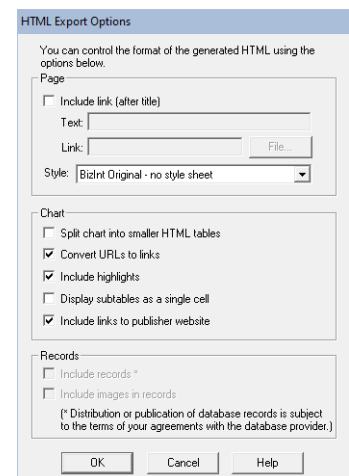 HTML Export Options
You can control the format of the generated HTML using the
options below.
Page
Include link (after title)
Text:
Link:
File...
Style: BizInt Original - no style sheet
Chart
Split chart into smaller HTML tables
Convert URLs to links
Include highlights
Display subtables as a single cell
Include links to publisher website
Records
Include records *
Include images in records
(* Distribution or publication of database records is subject
to the terms of your agreements with the database provider.)
OK Cancel Help